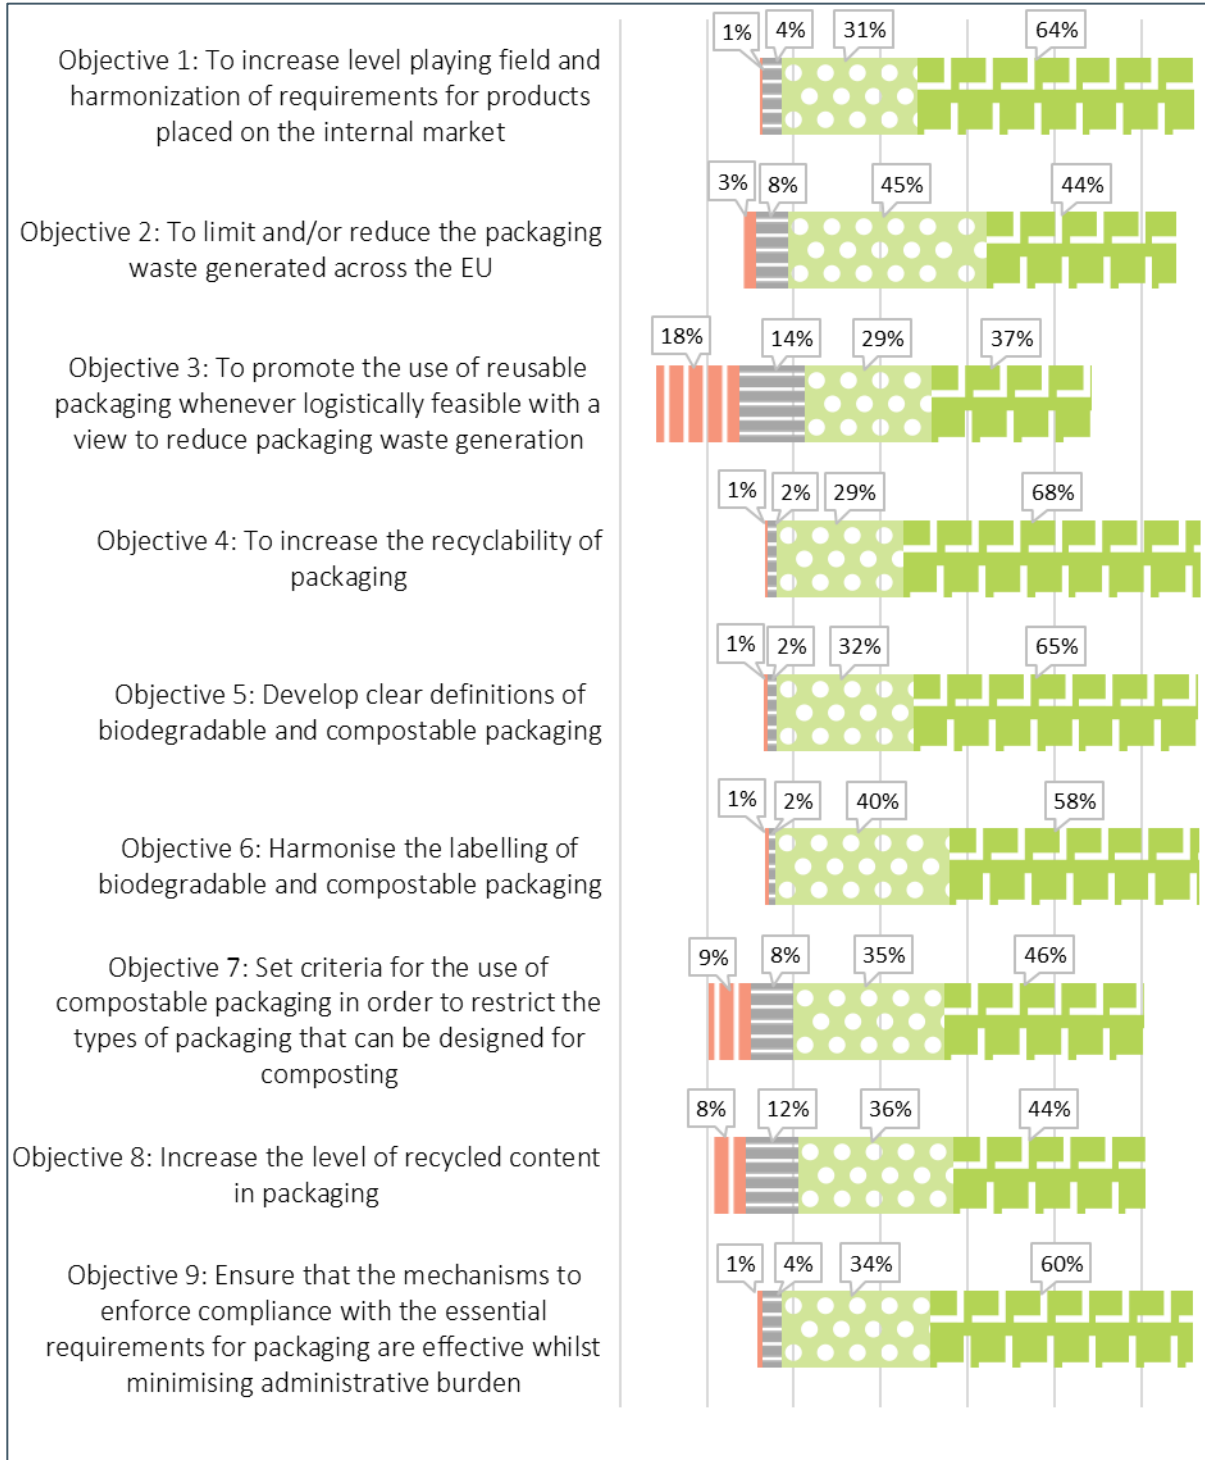 1% 4% 31% 64%
Objective 1: To increase level playing field and
harmonization of requirements for products
placed on the internal market
3% 8% 45% 44%
Objective 2: To limit and/or reduce the packaging
waste generated across the EU
18% 14% 29% 37%
Objective 3: To promote the use of reusable
packaging whenever logistically feasible with a
view to reduce packaging waste generation
1% 2% 29% 68%
Objective 4: To increase the recyclability of
packaging
1% 2% 32% 65%
Objective 5: Develop clear definitions of
biodegradable and compostable packaging
1% 2% 40% 58%
Objective 6: Harmonise the labelling of
biodegradable and compostable packaging
9% 8% 35% 46%
Objective 7: Set criteria for the use of
compostable packaging in order to restrict the
types of packaging that can be designed for
composting
8% 12% 36% 44%
Objective 8: Increase the level of recycled content
in packaging
1% 4% 34% 60%
Objective 9: Ensure that the mechanisms to
enforce compliance with the essential
requirements for packaging are effective whilst
minimising administrative burden